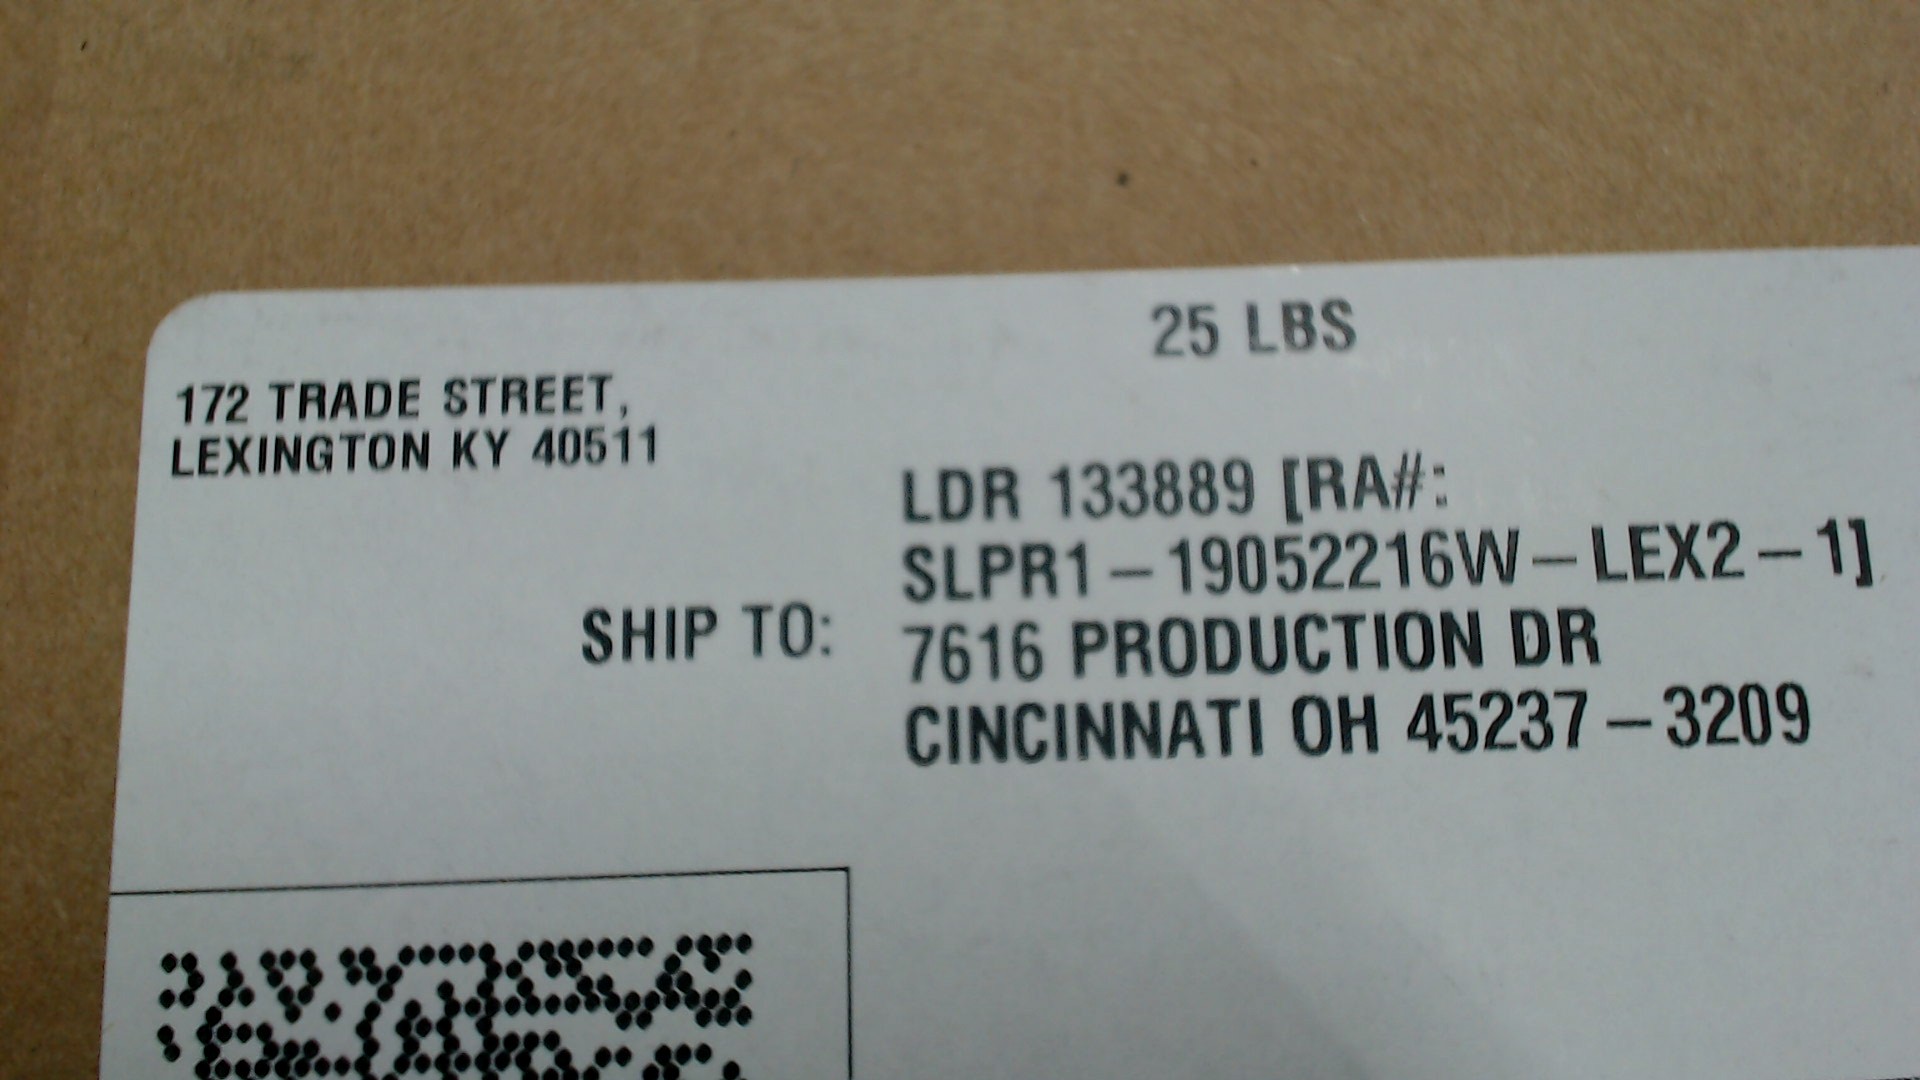 25 LBS
172 TRADE STREET,
LEXINGTON KY 40511
LDR 133889 [RA#:
SLPR1-19052216W-LEX2-1]
SHIP TO: 7616 PRODUCTION DR
CINCINNATI OH 45237-3209